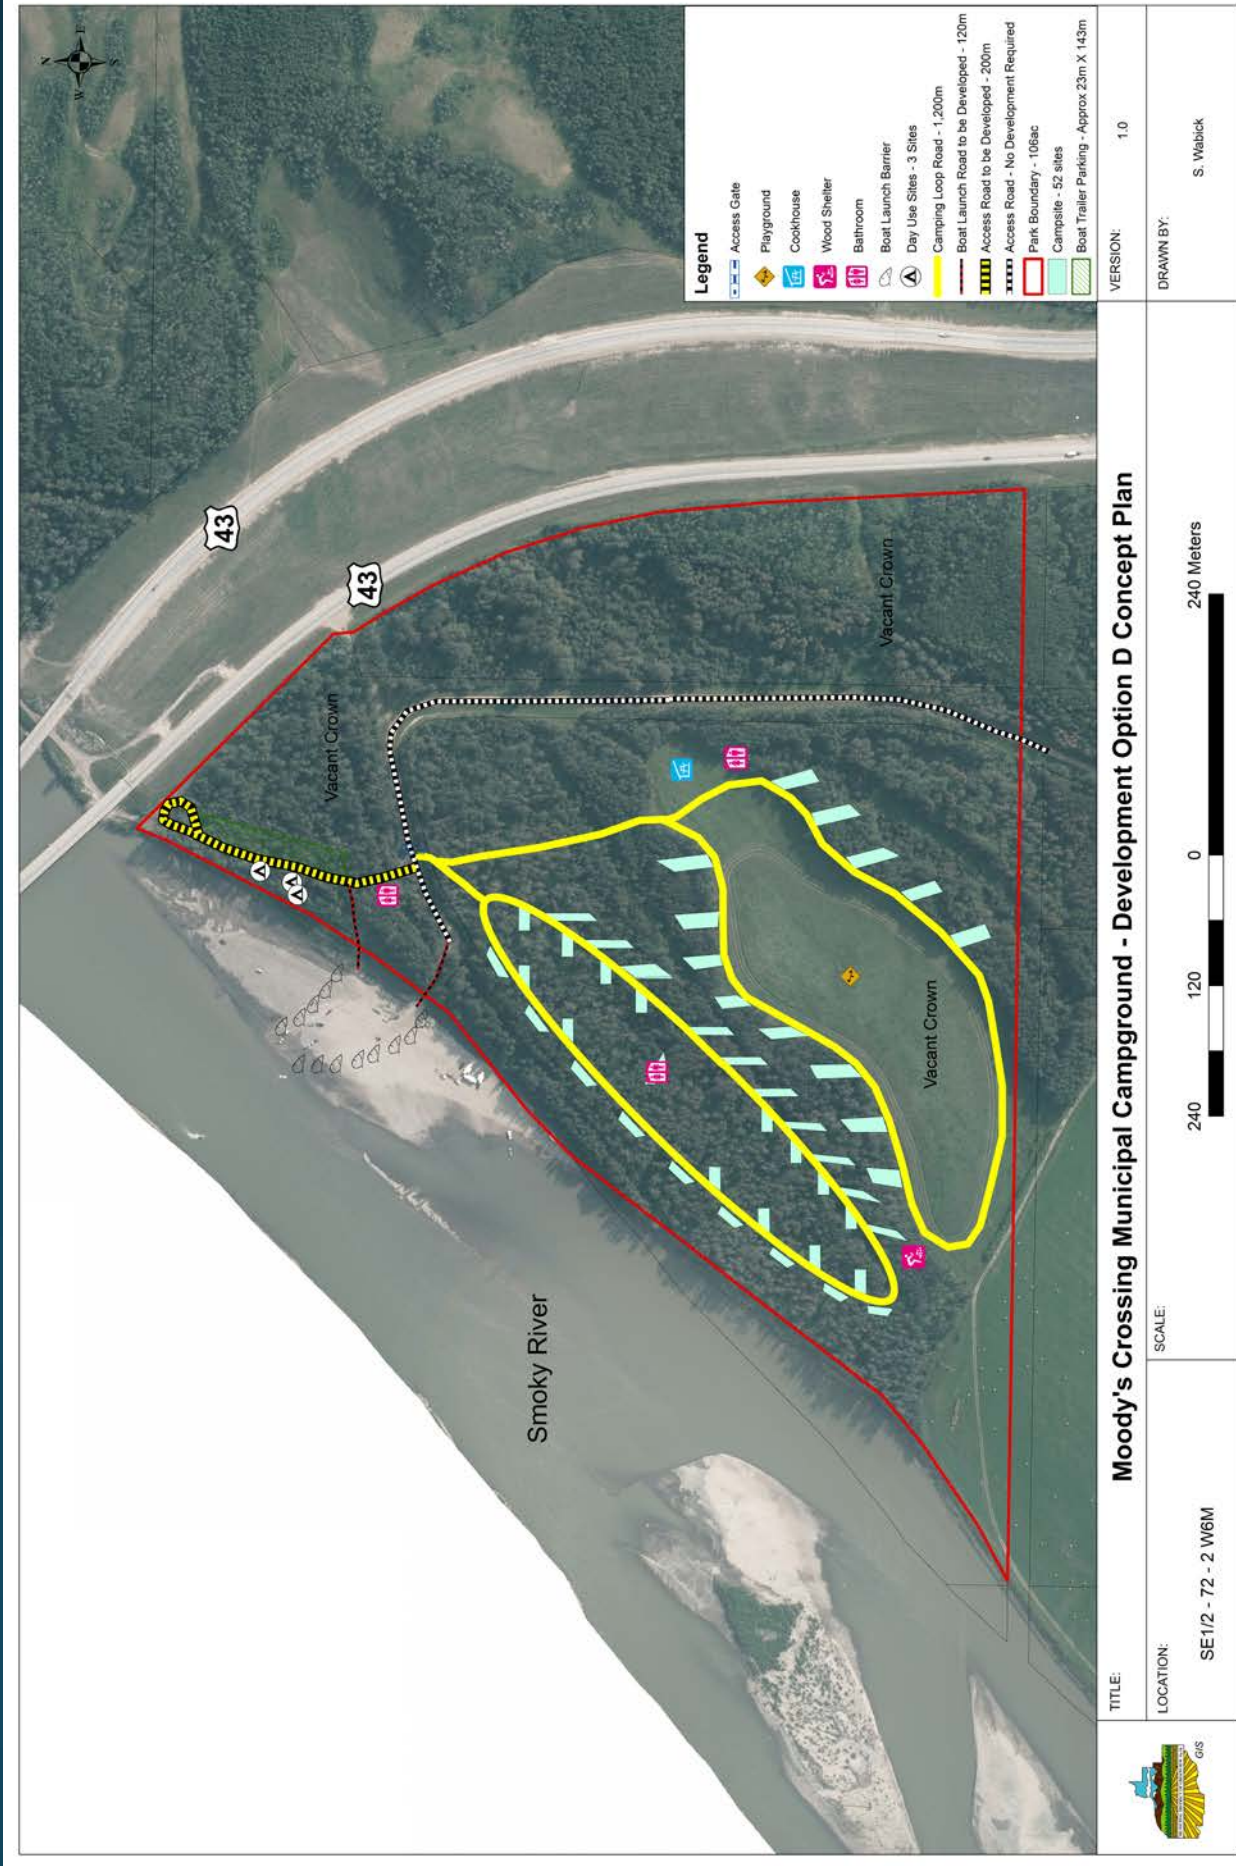 N
W
E
S
43
43
Vacant Crown
Vacant Crown
Vacant Crown
Smoky River
Legend
Access Gate
Playground
Cookhouse
Wood Shelter
Bathroom
Boat Launch Barrier
Day Use Sites - 3 Sites
Camping Loop Road - 1,200m
Boat Launch Road to be Developed - 120m
Access Road to be Developed - 200m
Access Road - No Development Required
Park Boundary - 106ac
Campsite - 52 sites
Boat Trailer Parking - Approx 23m X 143m
TITLE:
Moody's Crossing Municipal Campground - Development Option D Concept Plan
VERSION:
1.0
LOCATION:
SE1/2 - 72 - 2 W6M
SCALE:
240 120 0 240 Meters
DRAWN BY:
S. Wabick
GIS